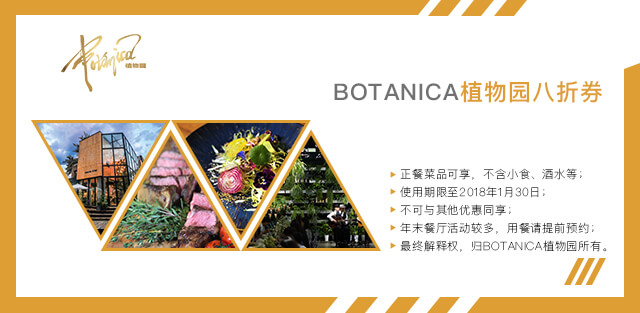 Botanica
植物园
BOTANICA植物园八折券
正餐菜品可享，不含小食、酒水等；
使用期限至2018年1月30日；
不可与其他优惠同享；
年末餐厅活动较多，用餐请提前预约；
最终解释权，归BOTANICA植物园所有。